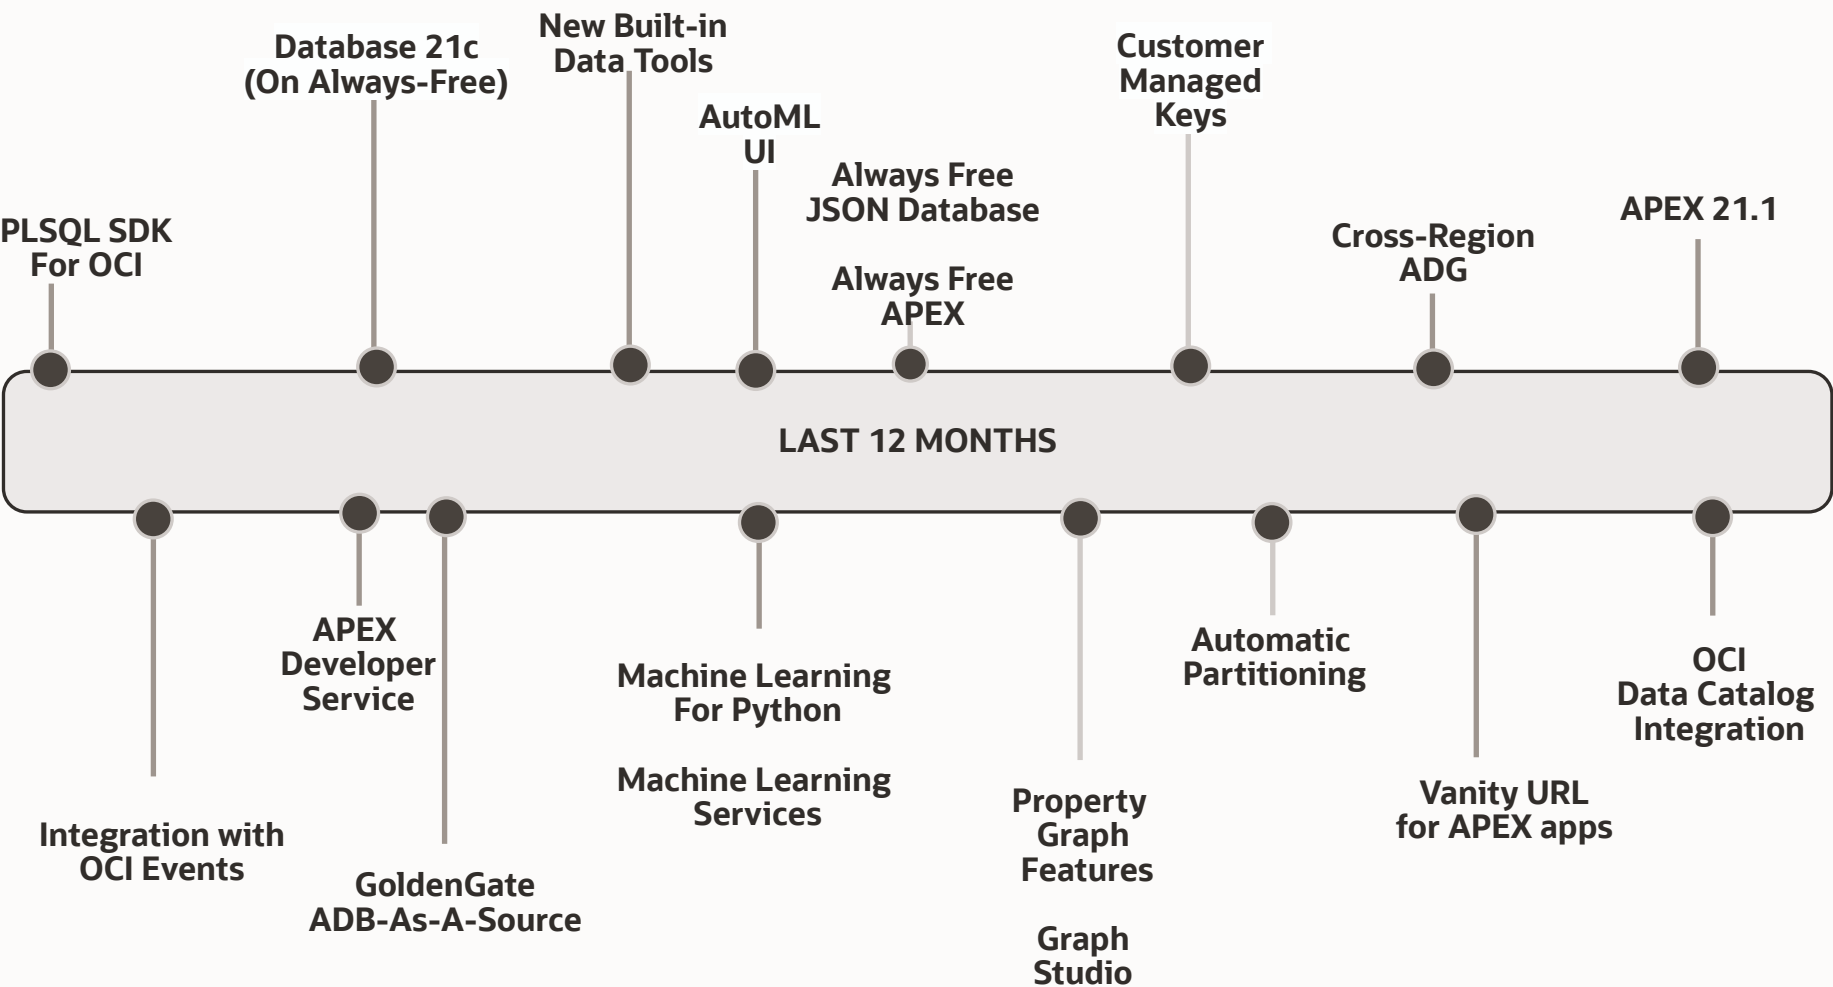 PLSQL SDK
For OCI
Database 21c
(On Always-Free)
New Built-in
Data Tools
AutoML
UI
Always Free
JSON Database
Always Free
APEX
Customer
Managed
Keys
Cross-Region
ADG
APEX 21.1
LAST 12 MONTHS
Integration with
OCI Events
APEX
Developer
Service
GoldenGate
ADB-As-A-Source
Machine Learning
For Python
Machine Learning
Services
Property
Graph
Features
Graph
Studio
Automatic
Partitioning
Vanity URL
for APEX apps
OCI
Data Catalog
Integration